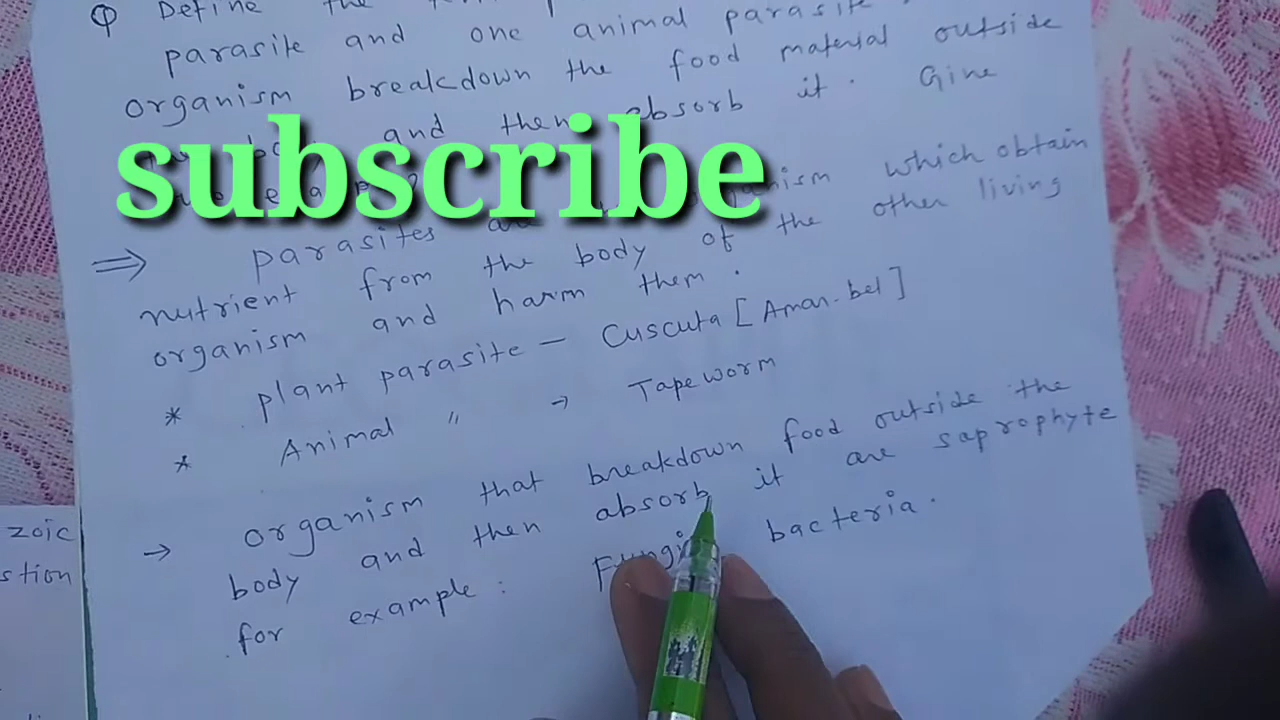 Q Define the
parasite and one animal parasite
organism breakdown the food material outside
and then absorb it. Give
subscribe
⇒ parasites organism which obtain
nutrient from the body of the other living
organism and harm them.
* plant parasite - Cuscuta [Aman-bel]
* Animal " → Tapeworm
→ organism that breakdown food outside the
body and then absorb it are saprophyte
for example: Fungi bacteria.
zoic
stion